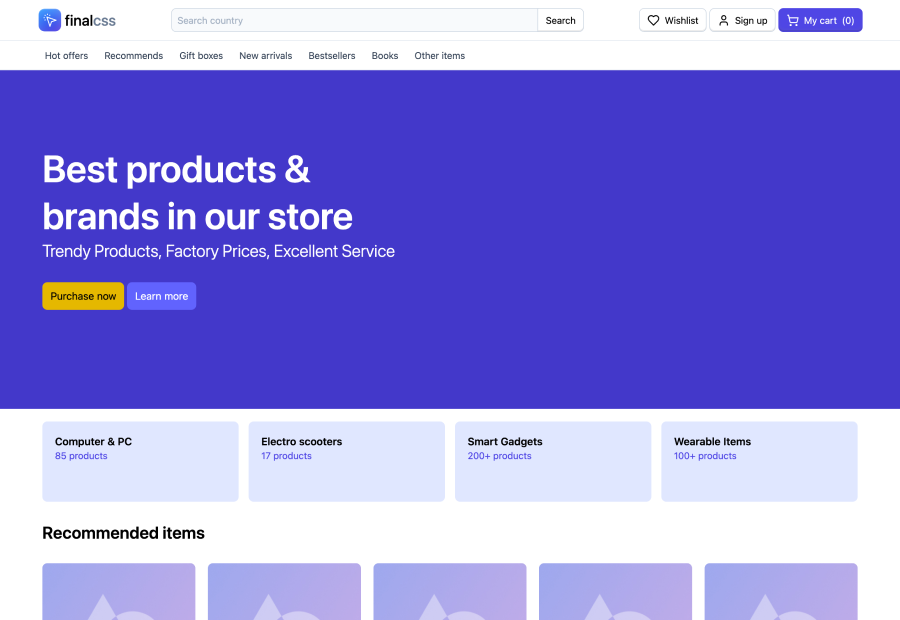 finalcss
Search country
Search
Wishlist
Sign up
My cart (0)
Hot offers
Recommends
Gift boxes
New arrivals
Bestsellers
Books
Other items
Best products &
brands in our store
Trendy Products, Factory Prices, Excellent Service
Purchase now
Learn more
Computer & PC
85 products
Electro scooters
17 products
Smart Gadgets
200+ products
Wearable Items
100+ products
Recommended items